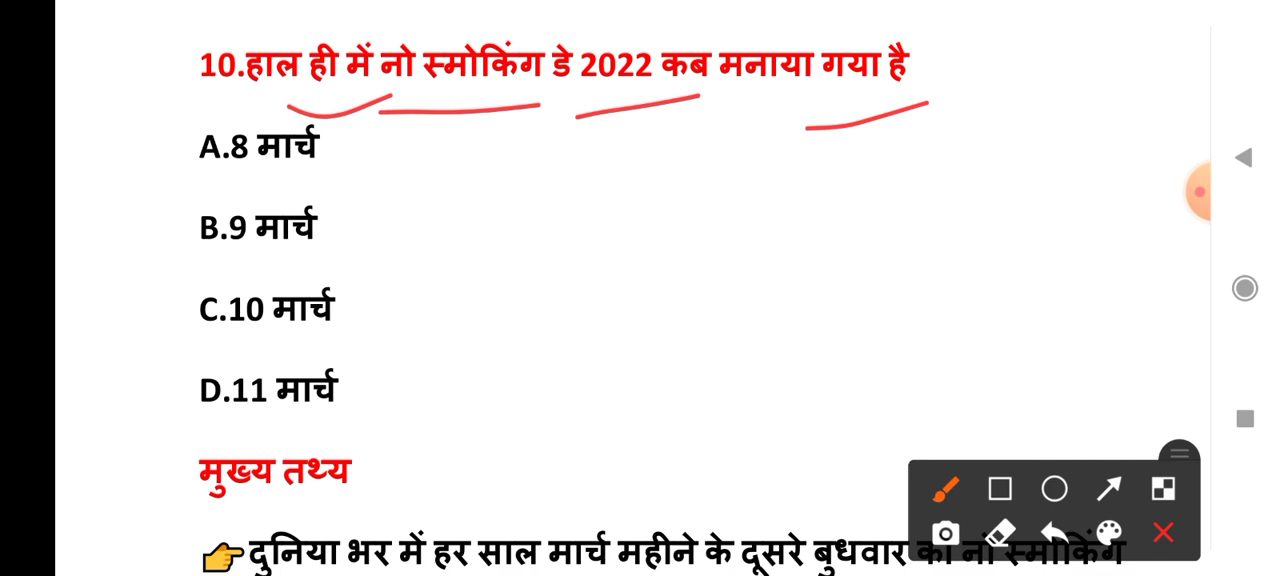 10.हाल ही में नो स्मोकिंग डे 2022 कब मनाया गया है
A.8 मार्च
B.9 मार्च
C.10 मार्च
D.11 मार्च
मुख्य तथ्य
👉दुनिया भर में हर साल मार्च महीने के दूसरे बुधवार को नो स्मोकिंग